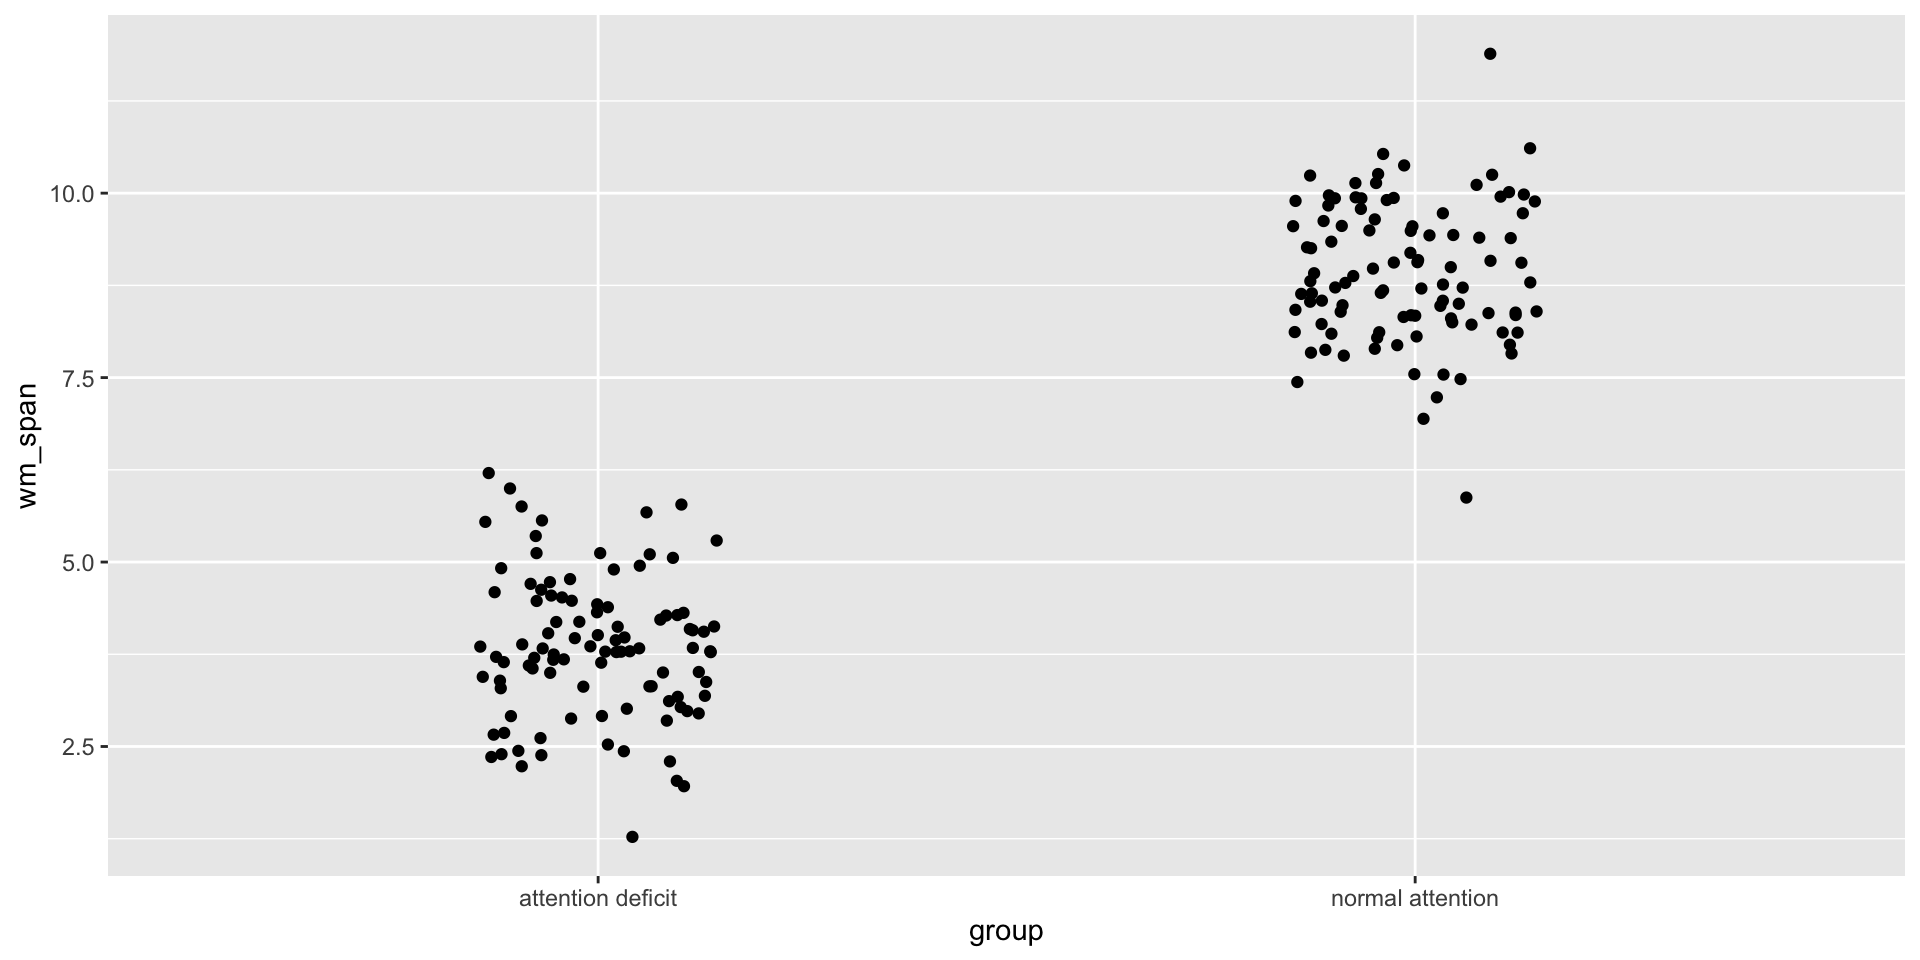 wm_span
10.0
7.5
5.0
2.5
attention deficit
normal attention
group